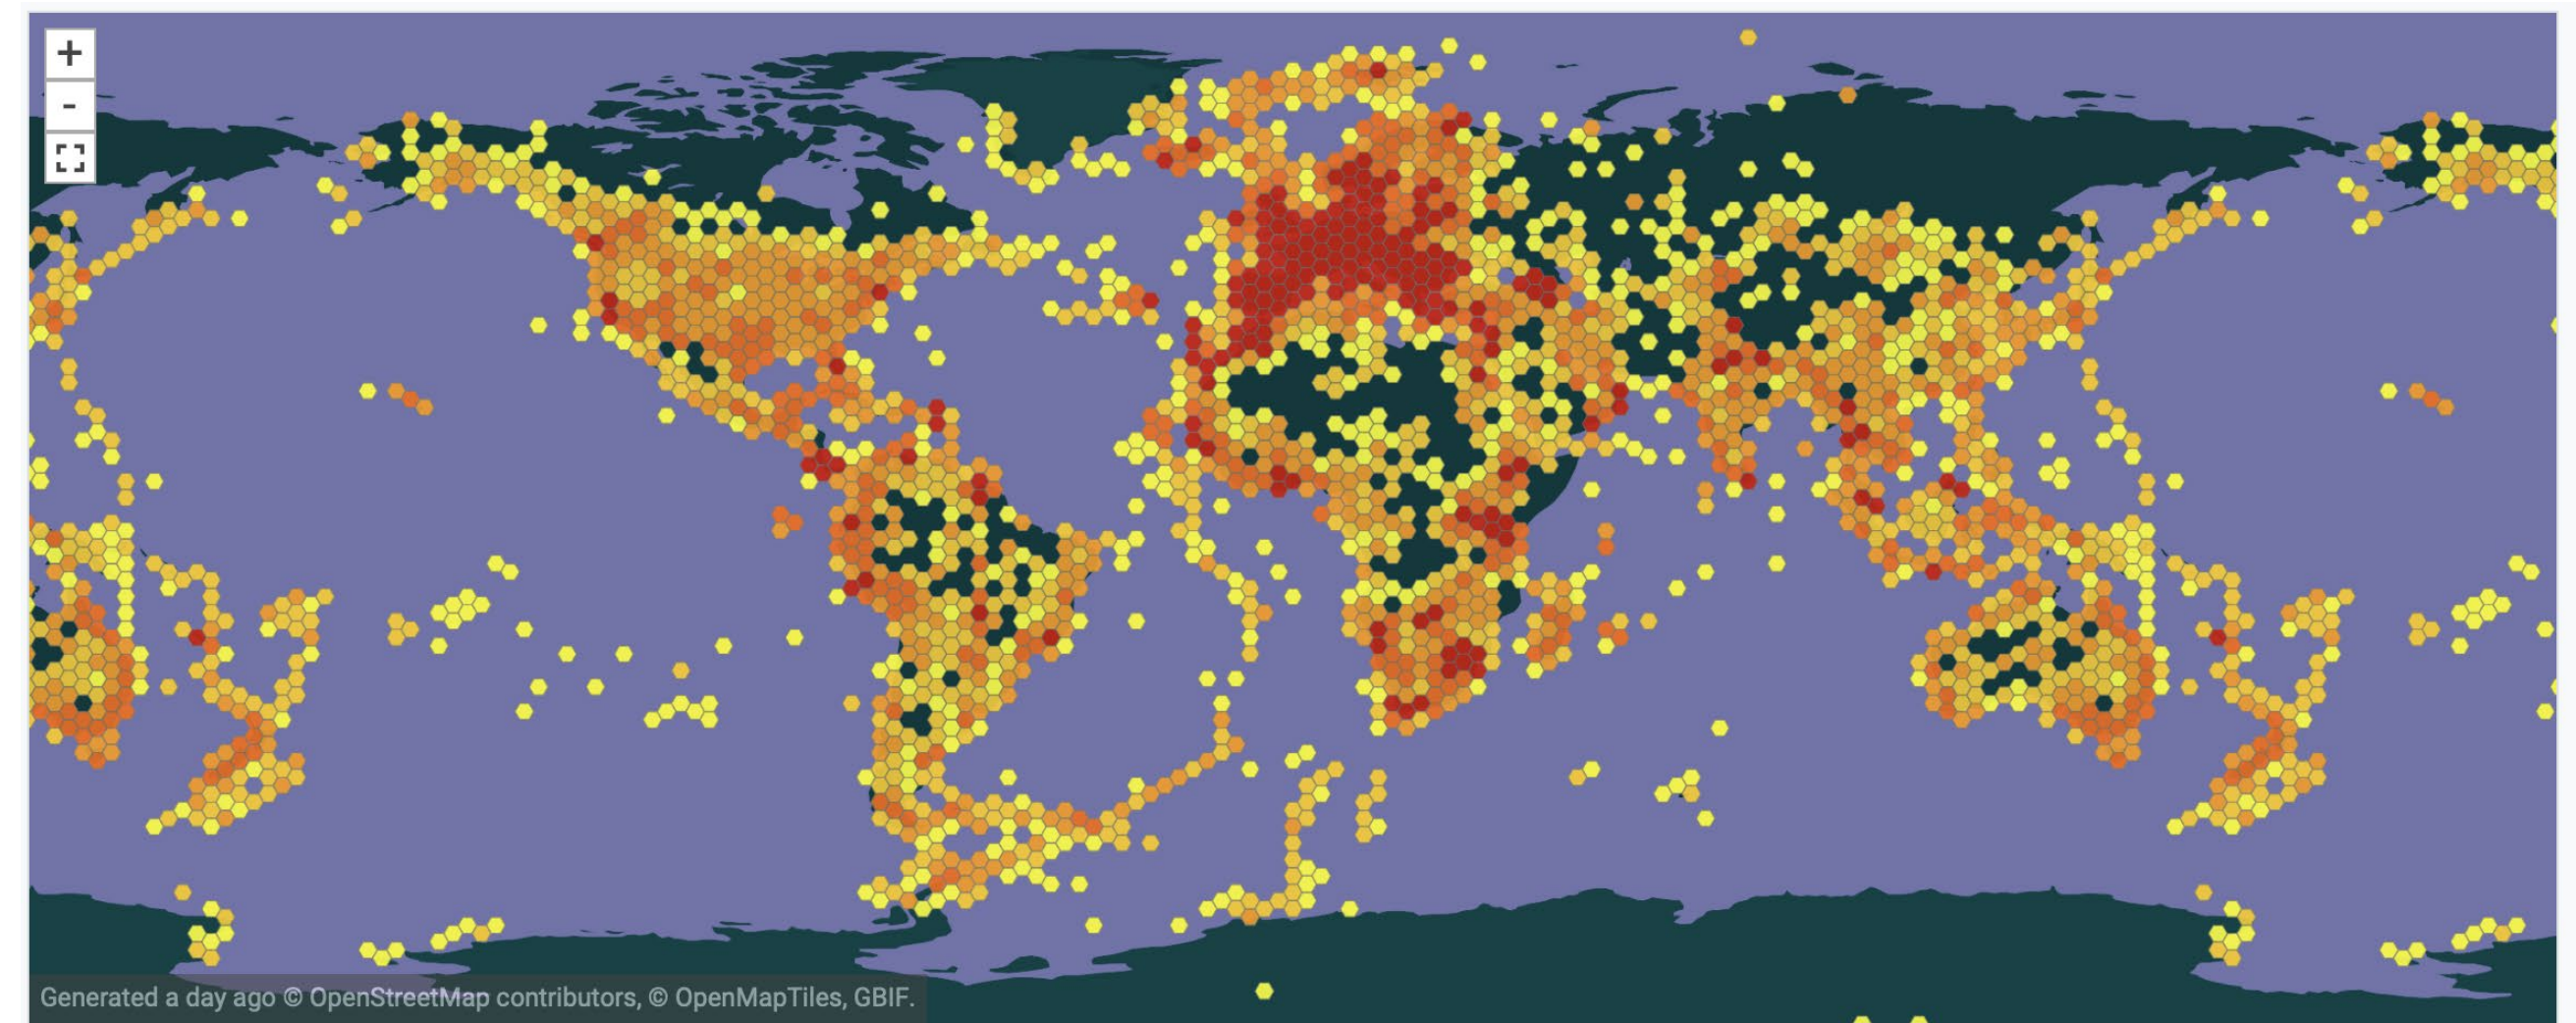 +
-
Generated a day ago © OpenStreetMap contributors, © OpenMapTiles, GBIF.